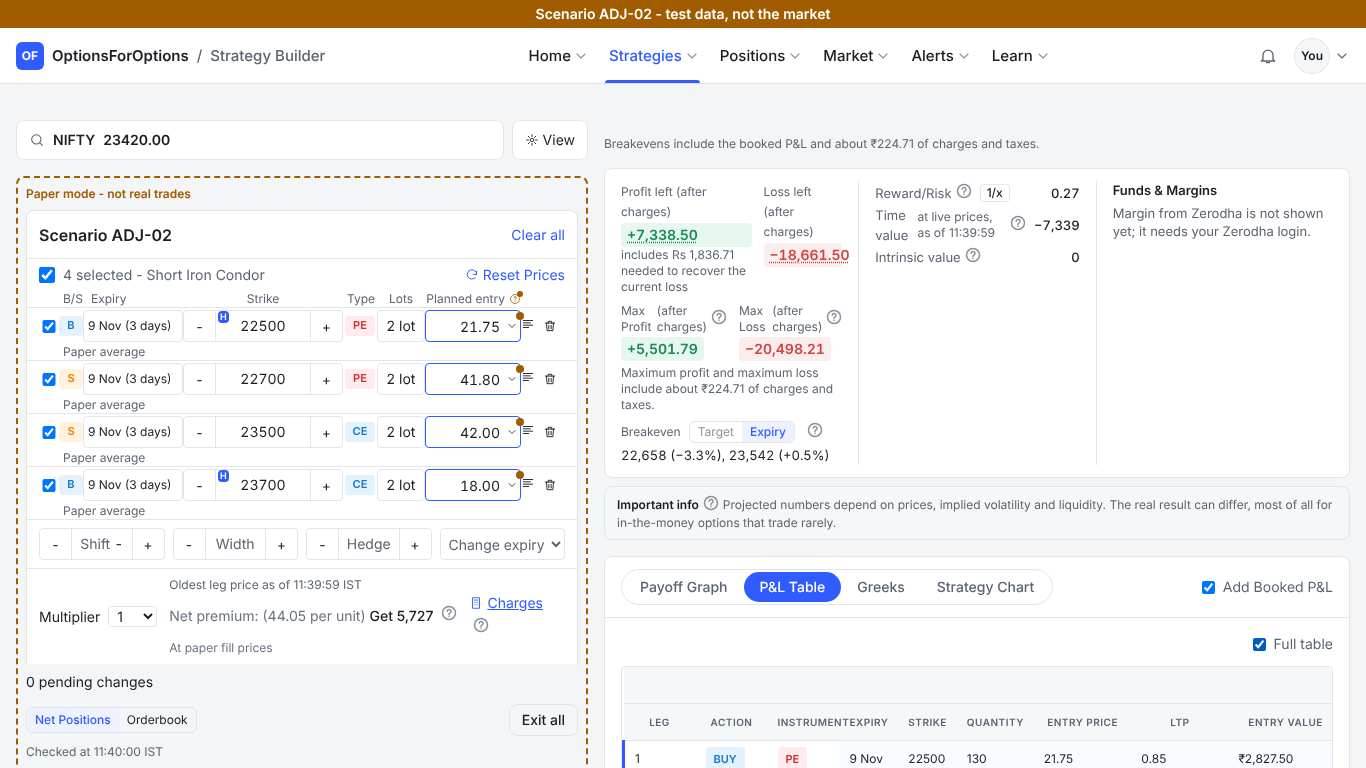 Scenario ADJ-02 - test data, not the market
OF OptionsForOptions / Strategy Builder Home Strategies Positions Market Alerts Learn You
NIFTY 23420.00 View
Paper mode - not real trades
Scenario ADJ-02 Clear all
4 selected - Short Iron Condor Reset Prices
B/S Expiry Strike Type Lots Planned entry ?
B 9 Nov (3 days) - H 22500 + PE 2 lot 21.75
Paper average
S 9 Nov (3 days) - 22700 + PE 2 lot 41.80
Paper average
S 9 Nov (3 days) - 23500 + CE 2 lot 42.00
Paper average
B 9 Nov (3 days) - H 23700 + CE 2 lot 18.00
Paper average
- Shift - + - Width + - Hedge + Change expiry
Oldest leg price as of 11:39:59 IST
Multiplier 1 Net premium: (44.05 per unit) Get 5,727 ? Charges ?
At paper fill prices
0 pending changes
Net Positions Orderbook Exit all
Checked at 11:40:00 IST
Breakevens include the booked P&L and about ₹224.71 of charges and taxes.
Profit left (after
charges)
+7,338.50
includes Rs 1,836.71
needed to recover the
current loss
Loss left
(after
charges)
−18,661.50
Max Profit (after charges) ?
+5,501.79
Max Loss (after charges) ?
−20,498.21
Maximum profit and maximum loss
include about ₹224.71 of charges and
taxes.
Breakeven Target Expiry ?
22,658 (−3.3%), 23,542 (+0.5%)
Reward/Risk ? 1/x 0.27
Time value at live prices, as of 11:39:59 ? −7,339
Intrinsic value ? 0
Funds & Margins
Margin from Zerodha is not shown
yet; it needs your Zerodha login.
Important info ? Projected numbers depend on prices, implied volatility and liquidity. The real result can differ, most of all for
in-the-money options that trade rarely.
Payoff Graph P&L Table Greeks Strategy Chart Add Booked P&L
Full table
LEG ACTION INSTRUMENT EXPIRY STRIKE QUANTITY ENTRY PRICE LTP ENTRY VALUE
1 BUY PE 9 Nov 22500 130 21.75 0.85 ₹2,827.50